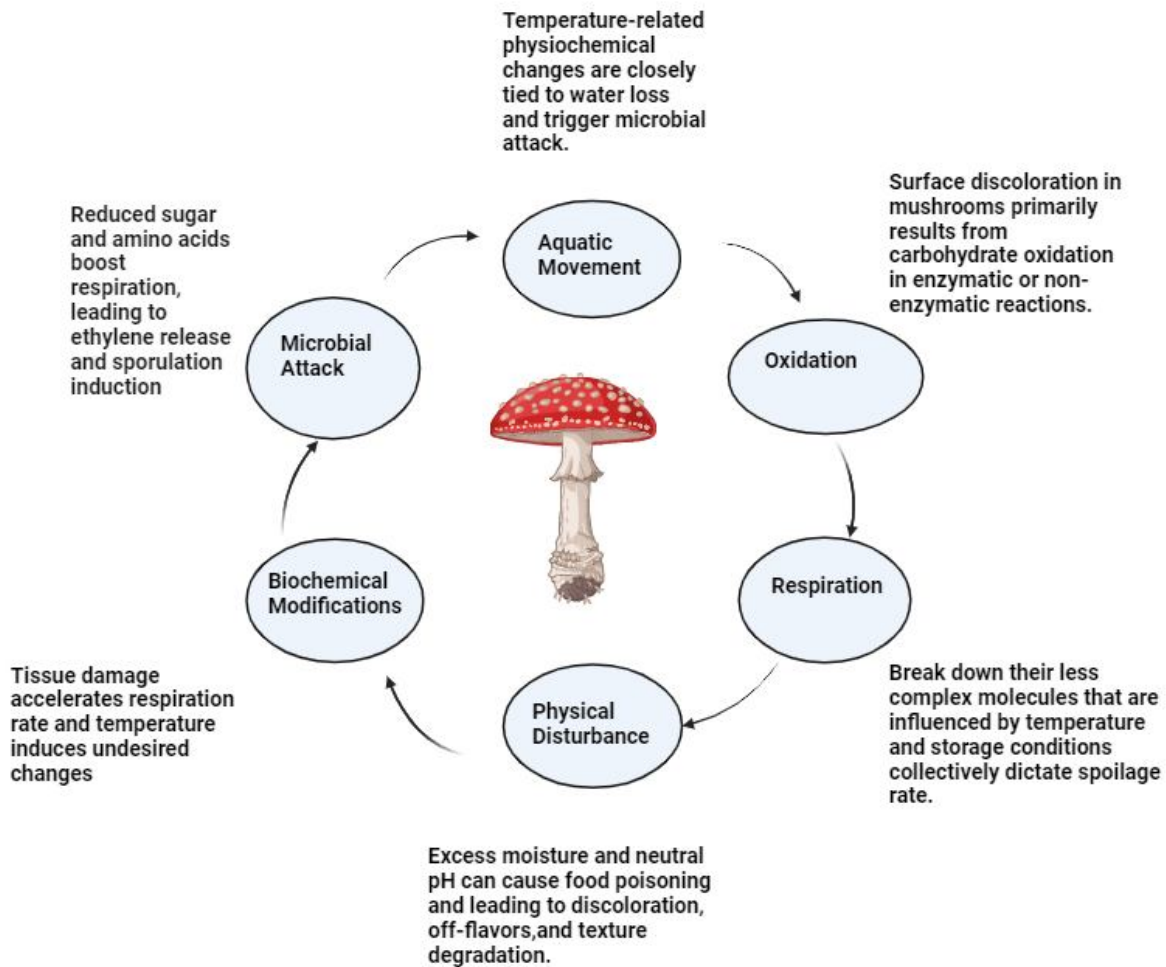 Temperature-related
physiochemical
changes are closely
tied to water loss
and trigger microbial
attack.
Aquatic
Movement
Surface discoloration in
mushrooms primarily
results from
carbohydrate oxidation
in enzymatic or non-
enzymatic reactions.
Oxidation
Respiration
Break down their less
complex molecules that are
influenced by temperature
and storage conditions
collectively dictate spoilage
rate.
Physical
Disturbance
Excess moisture and neutral
pH can cause food poisoning
and leading to discoloration,
off-flavors,and texture
degradation.
Biochemical
Modifications
Tissue damage
accelerates respiration
rate and temperature
induces undesired
changes
Microbial
Attack
Reduced sugar
and amino acids
boost
respiration,
leading to
ethylene release
and sporulation
induction